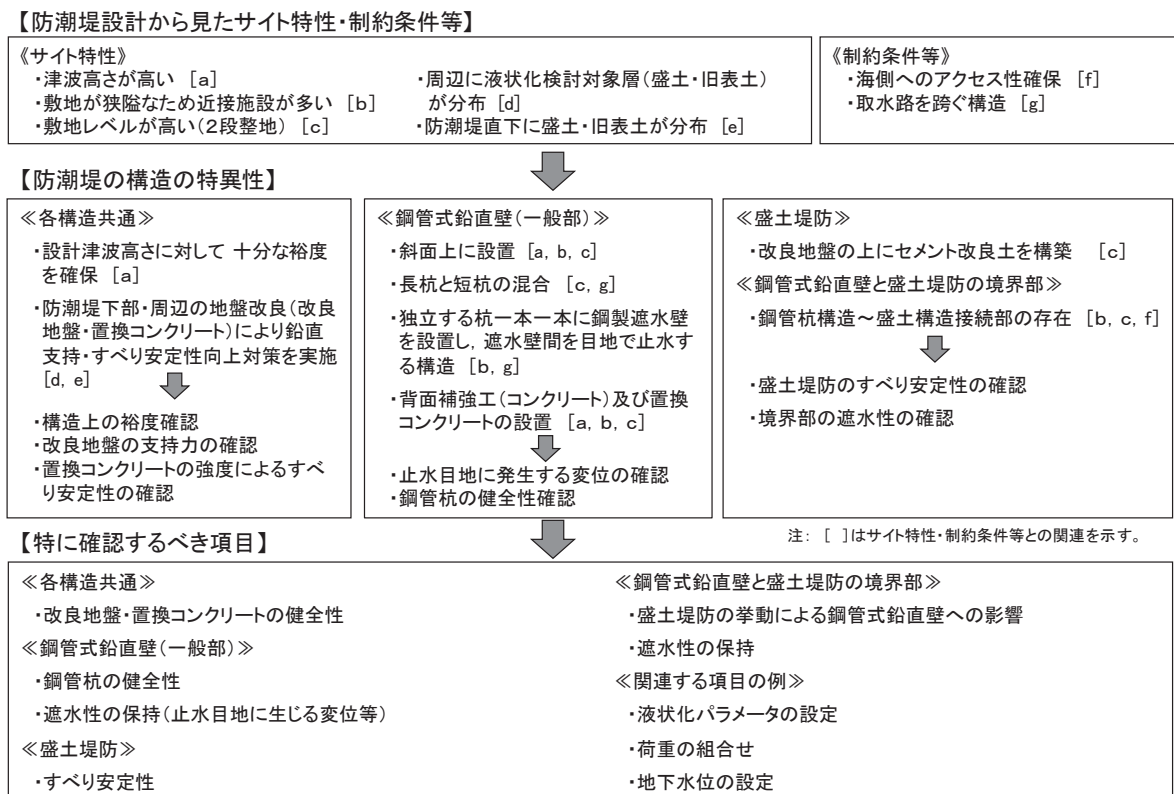 【防潮堤設計から見たサイト特性・制約条件等】
《サイト特性》
・津波高さが高い [a]
・敷地が狭隘なため近接施設が多い [b]
・敷地レベルが高い(2段整地) [c]
・周辺に液状化検討対象層(盛土・旧表土)
が分布 [d]
・防潮堤直下に盛土・旧表土が分布 [e]
《制約条件等》
・海側へのアクセス性確保 [f]
・取水路を跨ぐ構造 [g]
【防潮堤の構造の特異性】
≪各構造共通≫
・設計津波高さに対して 十分な裕度
を確保 [a]
・防潮堤下部・周辺の地盤改良(改良
地盤・置換コンクリート)により鉛直
支持・すべり安定性向上対策を実施
[d, e]
・構造上の裕度確認
・改良地盤の支持力の確認
・置換コンクリートの強度によるすべ
り安定性の確認
≪鋼管式鉛直壁(一般部)≫
・斜面上に設置 [a, b, c]
・長杭と短杭の混合 [c, g]
・独立する杭一本一本に鋼製遮水壁
を設置し,遮水壁間を目地で止水す
る構造 [b, g]
・背面補強工(コンクリート)及び置換
コンクリートの設置 [a, b, c]
・止水目地に発生する変位の確認
・鋼管杭の健全性確認
≪盛土堤防≫
・改良地盤の上にセメント改良土を構築 [c]
≪鋼管式鉛直壁と盛土堤防の境界部≫
・鋼管杭構造~盛土構造接続部の存在 [b, c, f]
・盛土堤防のすべり安定性の確認
・境界部の遮水性の確認
注: [ ]はサイト特性・制約条件等との関連を示す。
【特に確認するべき項目】
≪各構造共通≫
・改良地盤・置換コンクリートの健全性
≪鋼管式鉛直壁(一般部)≫
・鋼管杭の健全性
・遮水性の保持(止水目地に生じる変位等)
≪盛土堤防≫
・すべり安定性
≪鋼管式鉛直壁と盛土堤防の境界部≫
・盛土堤防の挙動による鋼管式鉛直壁への影響
・遮水性の保持
≪関連する項目の例≫
・液状化パラメータの設定
・荷重の組合せ
・地下水位の設定